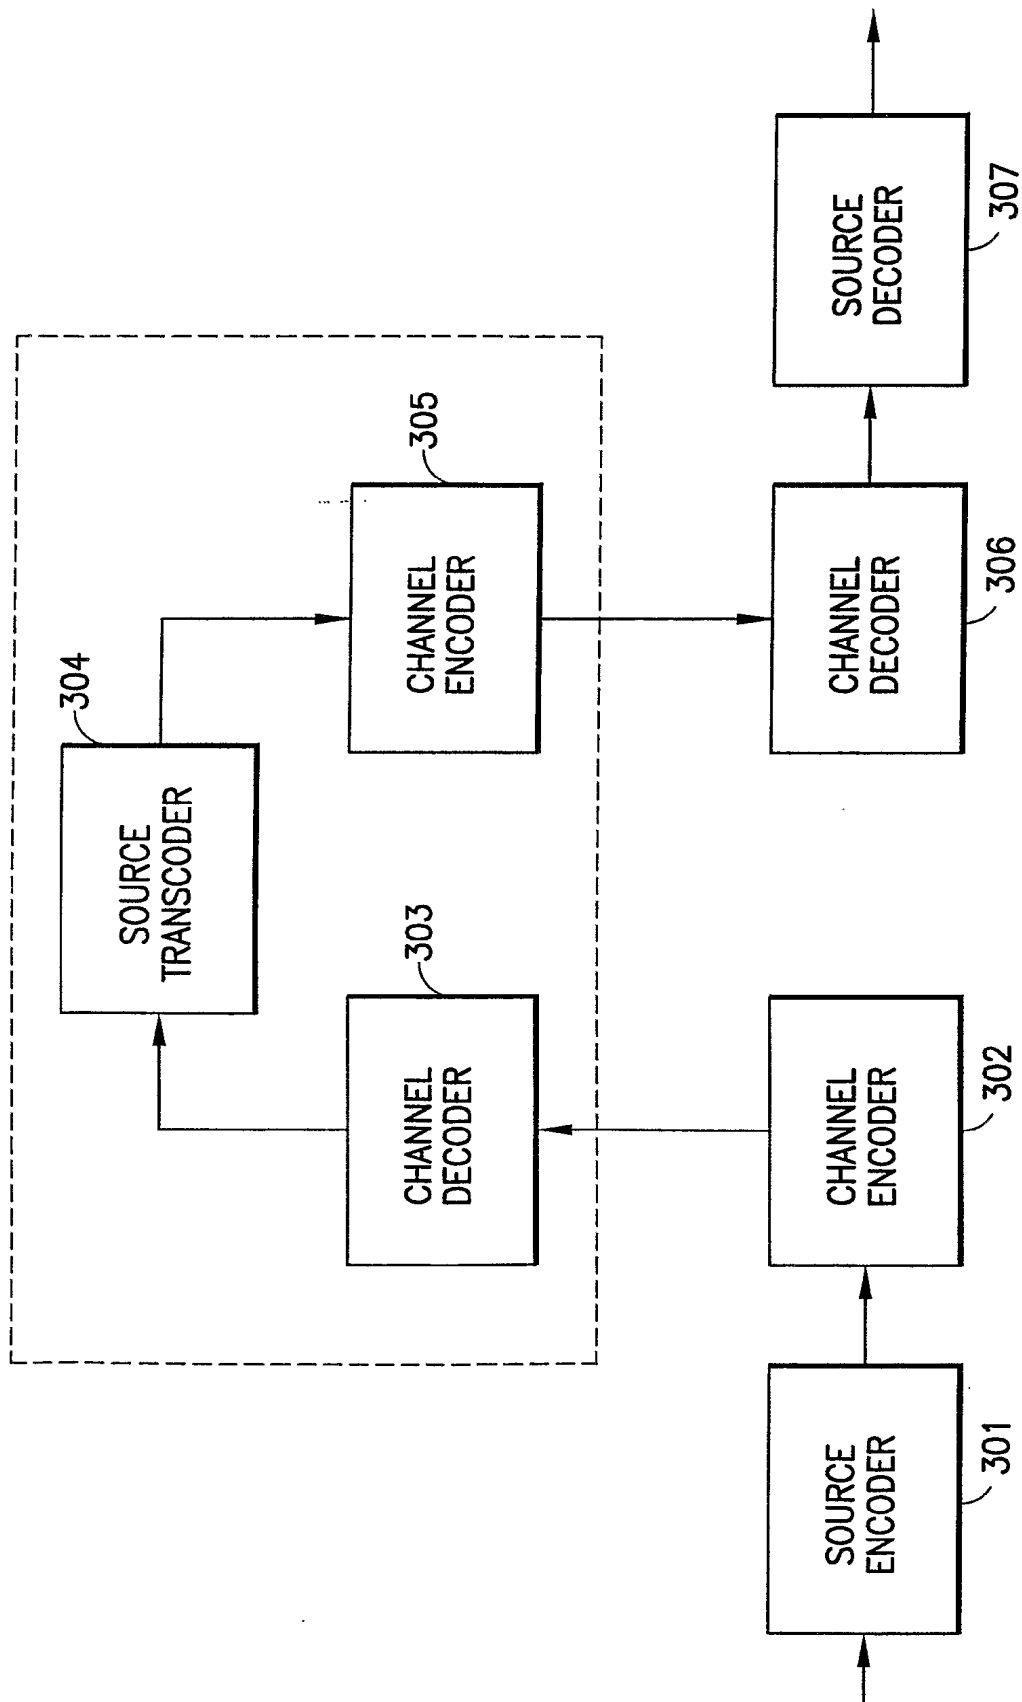 304
SOURCE
TRANSCODER
303
CHANNEL
DECODER
305
CHANNEL
ENCODER
SOURCE
ENCODER
301
CHANNEL
ENCODER
302
CHANNEL
DECODER
306
SOURCE
DECODER
307